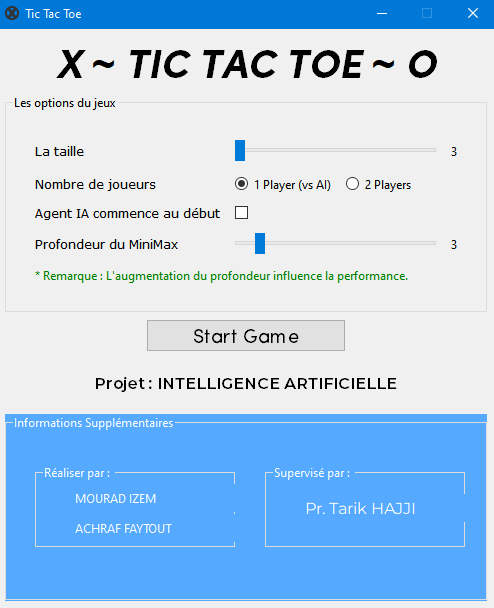 Tic Tac Toe
X ~ TIC TAC TOE ~ O
Les options du jeux
La taille
3
Nombre de joueurs
1 Player (vs AI)
2 Players
Agent IA commence au début
Profondeur du MiniMax
3
* Remarque : L'augmentation du profondeur influence la performance.
Start Game
Projet : INTELLIGENCE ARTIFICIELLE
Informations Supplémentaires
Réaliser par :
MOURAD IZEM
ACHRAF FAYTOUT
Supervisé par :
Pr. Tarik HAJJI